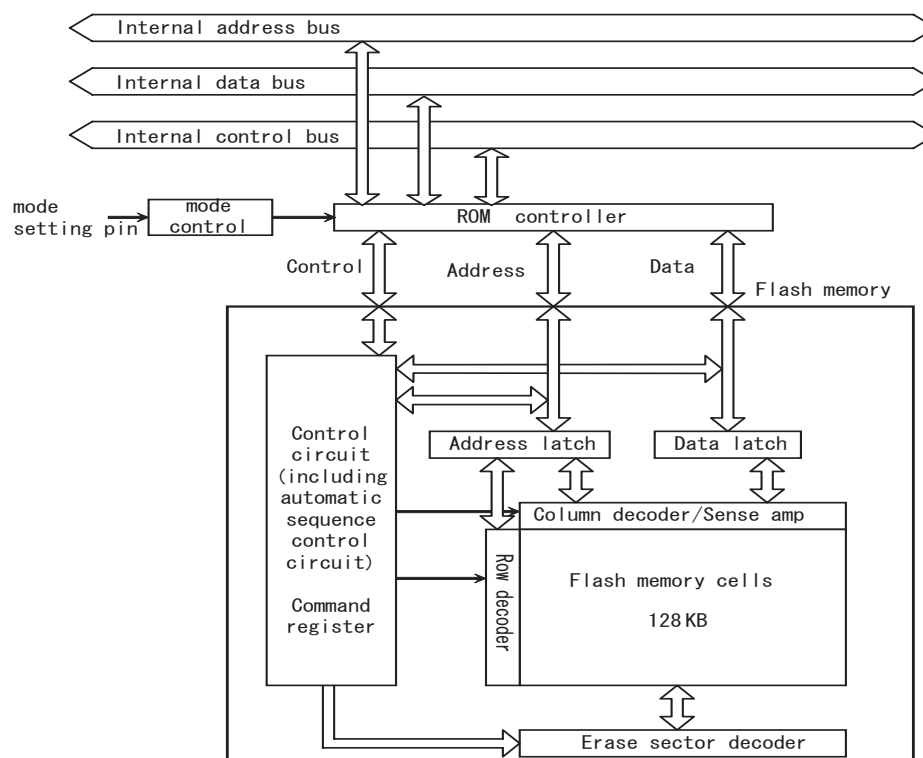 Internal address bus
Internal data bus
Internal control bus
mode
setting pin
mode
control
ROM controller
Control
Address
Data
Flash memory
Control
circuit
(including
automatic
sequence
control
circuit)
Command
register
Address latch
Data latch
Column decoder/Sense amp
Row decoder
Flash memory cells
128 KB
Erase sector decoder